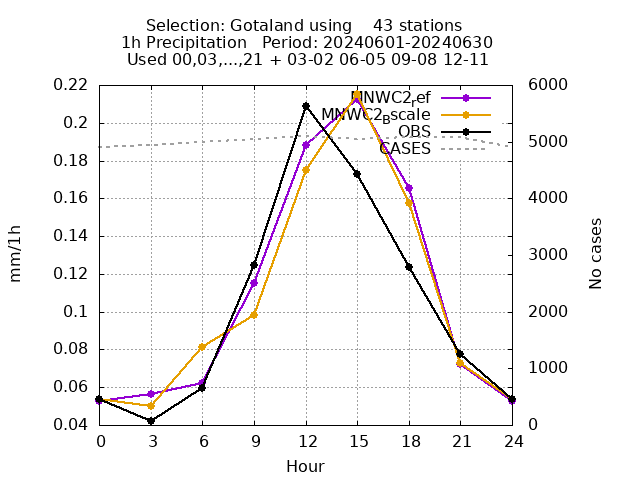 Selection: Gotaland using    43 stations
1h Precipitation   Period: 20240601-20240630
Used 00,03,...,21 + 03-02 06-05 09-08 12-11
MNWC2ref
MNWC2Bscale
OBS
CASES
0.22
0.2
0.18
0.16
0.14
0.12
0.1
0.08
0.06
0.04
mm/1h
6000
5000
4000
3000
2000
1000
0
No cases
0 3 6 9 12 15 18 21 24
Hour